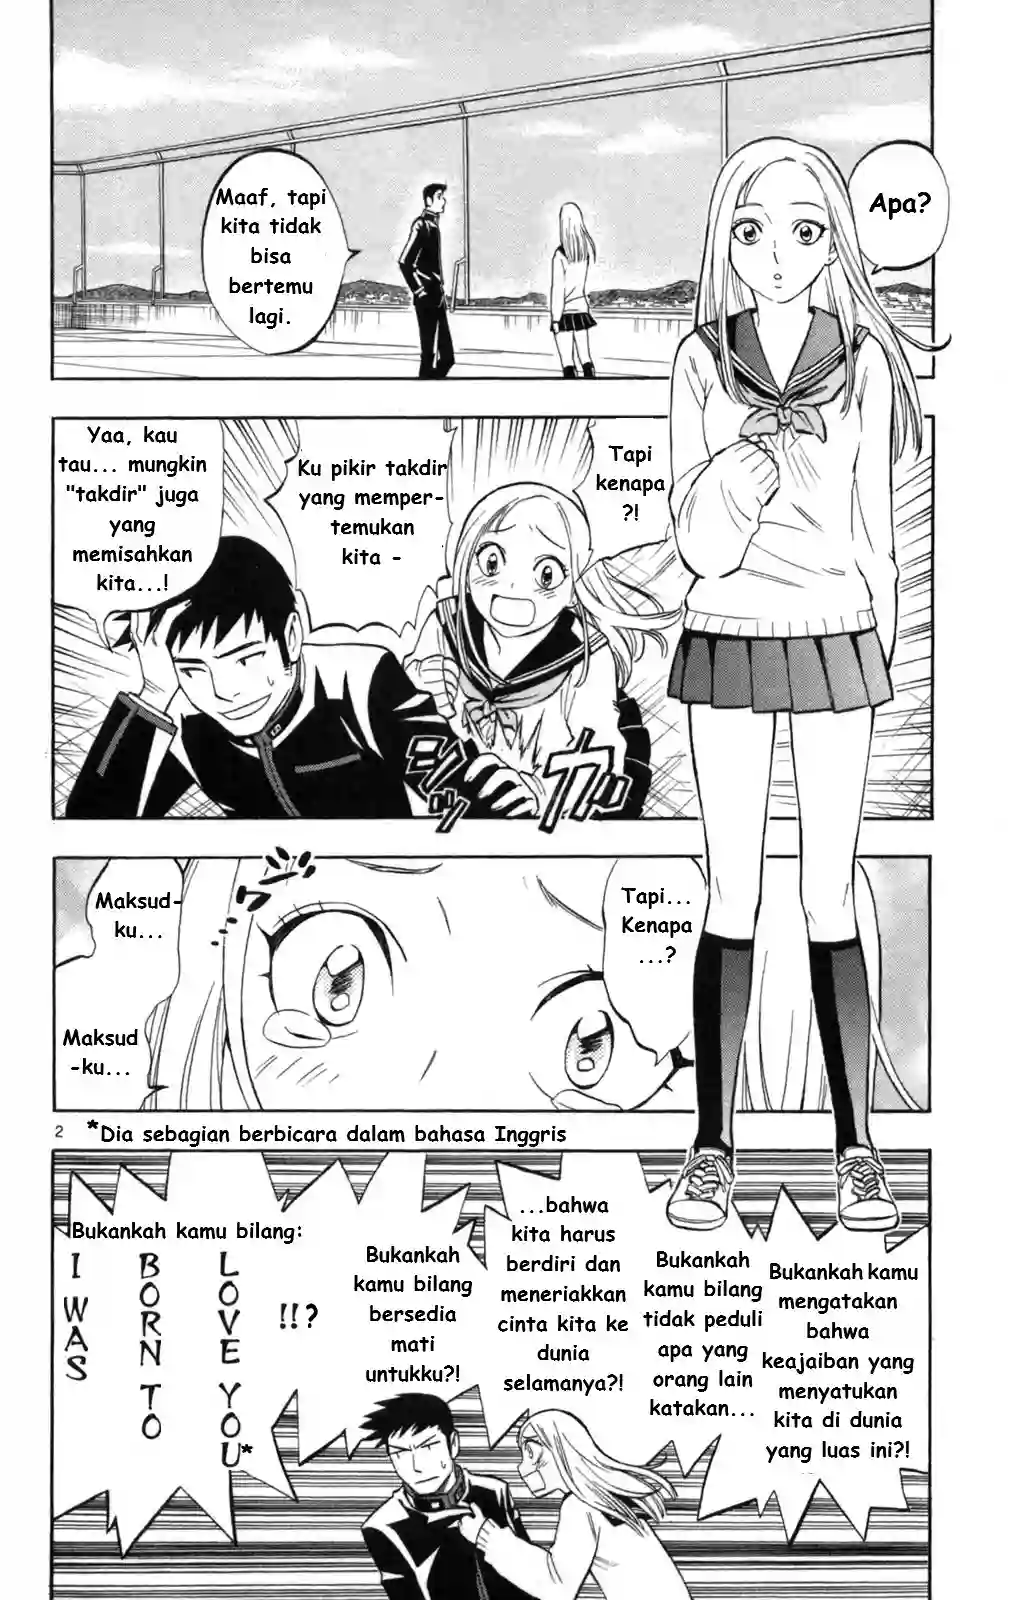 Apa?
Maaf, tapi
kita tidak
bisa
bertemu
lagi.
Tapi
kenapa
?!
Ku pikir takdir
yang memper-
temukan
kita -
Yaa, kau
tau... mungkin
"takdir" juga
yang
memisahkan
kita...!
ガッ
ビッ
Tapi...
Kenapa
...?
Maksud-
ku...
Maksud
-ku...
2
*Dia sebagian berbicara dalam bahasa Inggris
Bukankah kamu
mengatakan
bahwa
keajaiban yang
menyatukan
kita di dunia
yang luas ini?!
Bukankah
kamu bilang
tidak peduli
apa yang
orang lain
katakan...
...bahwa
kita harus
berdiri dan
meneriakkan
cinta kita ke
dunia
selamanya?!
Bukankah
kamu bilang
bersedia
mati
untukku?!
Bukankah kamu bilang:
I WAS
BORN TO
LOVE YOU*
!!?